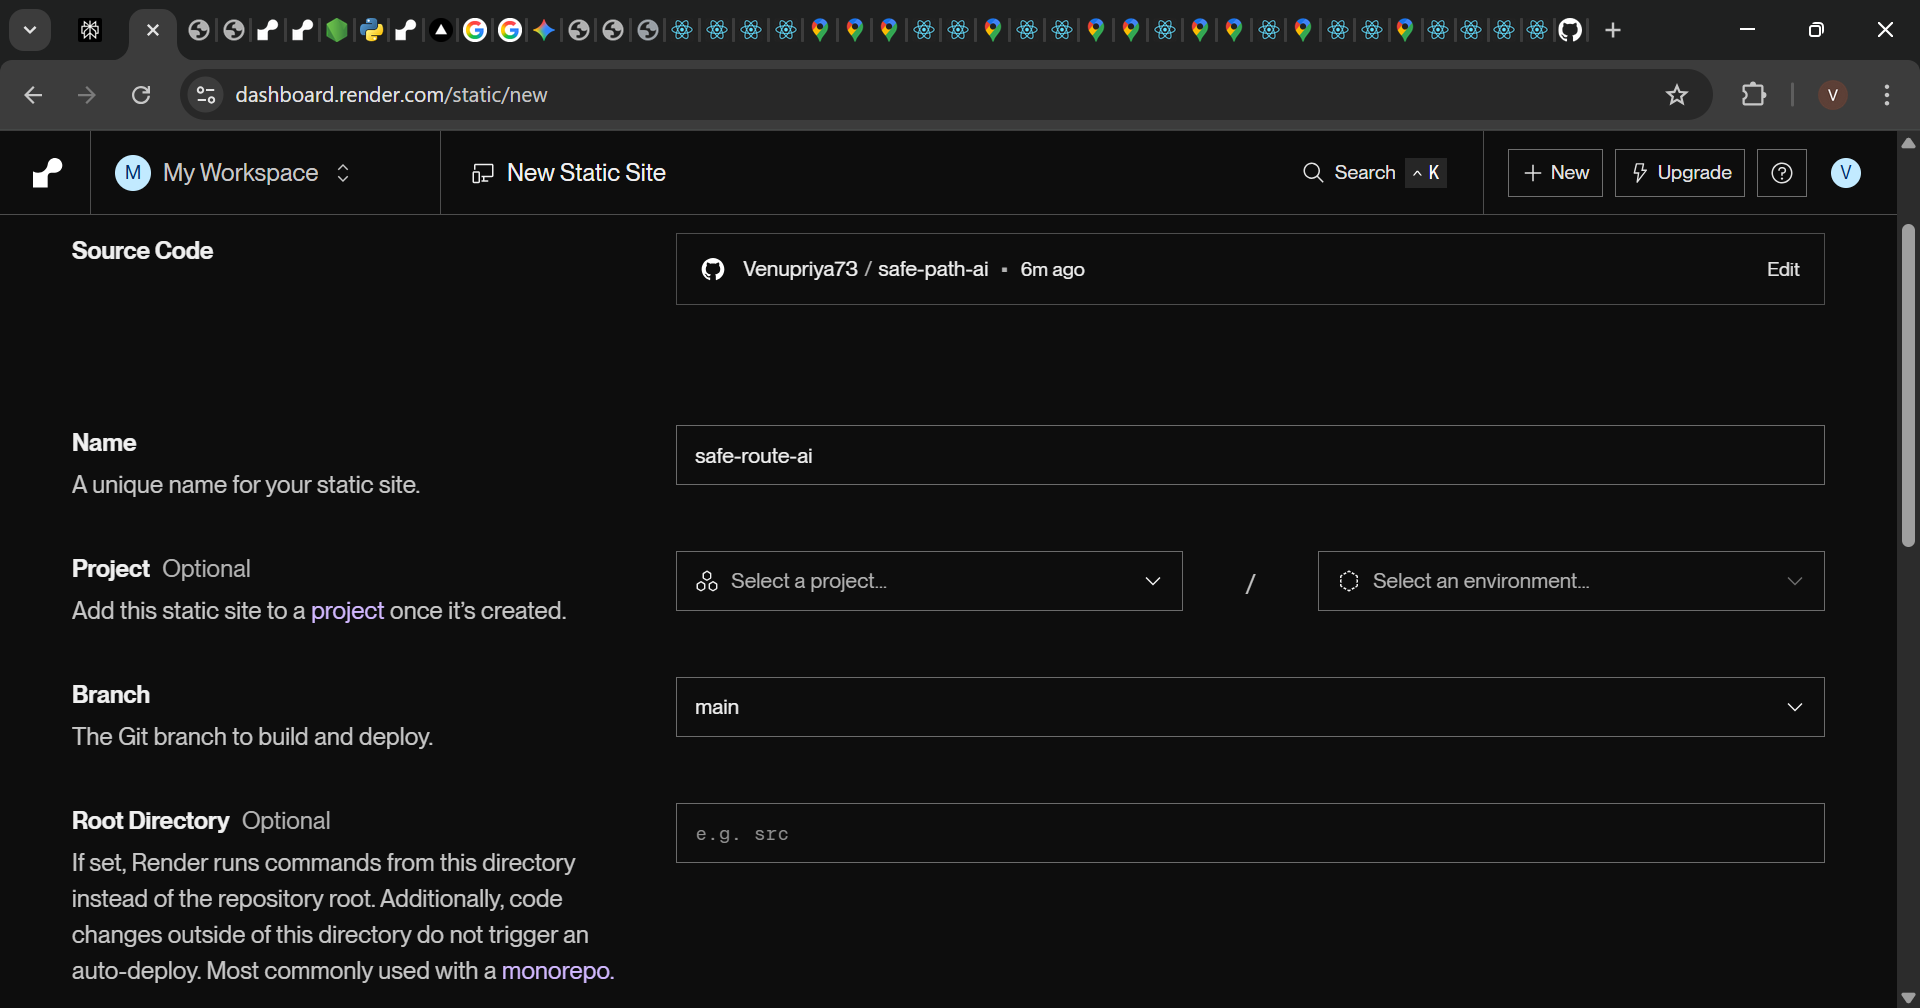 dashboard.render.com/static/new
V
M My Workspace
New Static Site
Search ^ K
+ New
Upgrade
V
Source Code
Venupriya73 / safe-path-ai ▪ 6m ago
Edit
Name
A unique name for your static site.
safe-route-ai
Project Optional
Add this static site to a project once it’s created.
Select a project...
/
Select an environment...
Branch
The Git branch to build and deploy.
main
Root Directory Optional
If set, Render runs commands from this directory
instead of the repository root. Additionally, code
changes outside of this directory do not trigger an
auto-deploy. Most commonly used with a monorepo.
e.g. src